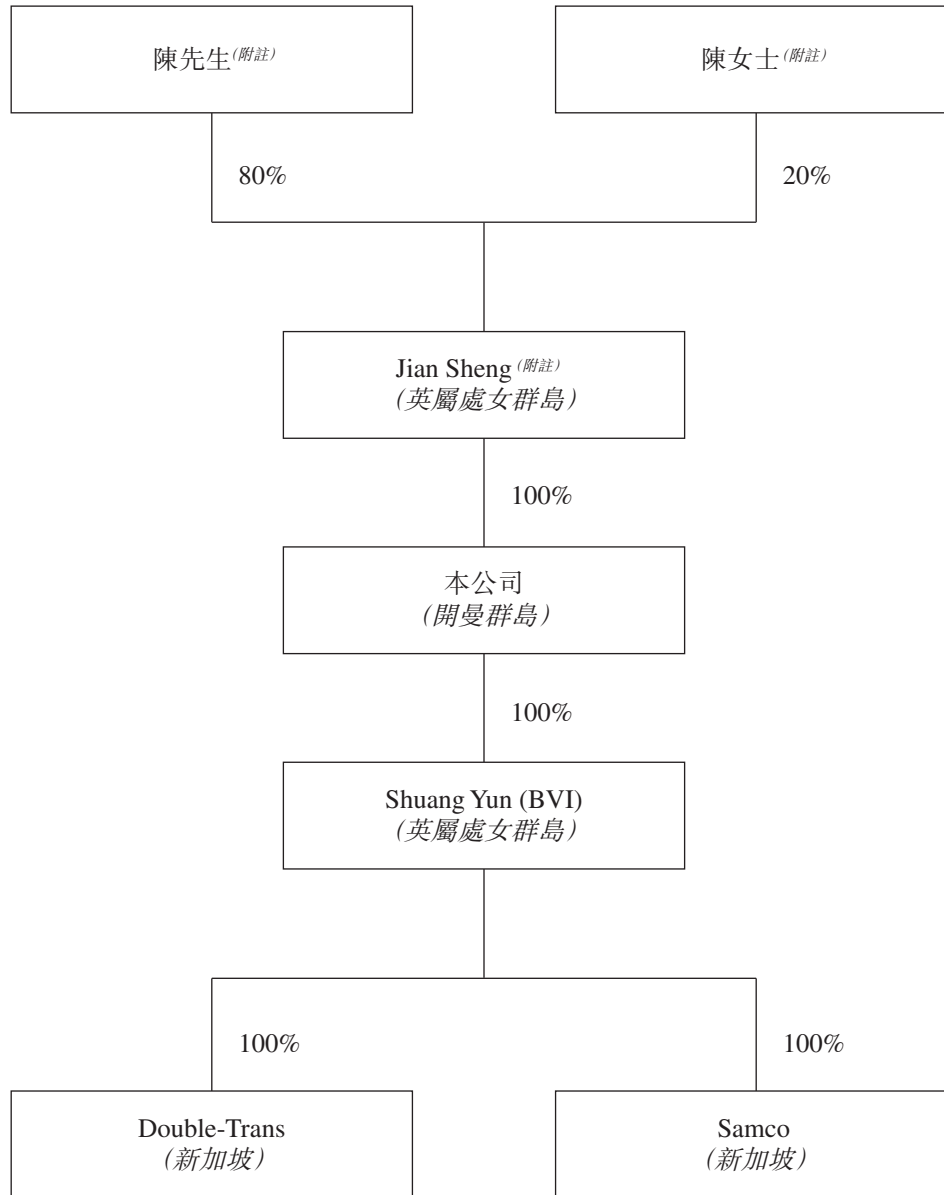 陳先生(附註)
陳女士(附註)
80%
20%
Jian Sheng(附註)
(英屬處女群島)
100%
本公司
(開曼群島)
100%
Shuang Yun (BVI)
(英屬處女群島)
100%
100%
Double-Trans
(新加坡)
Samco
(新加坡)